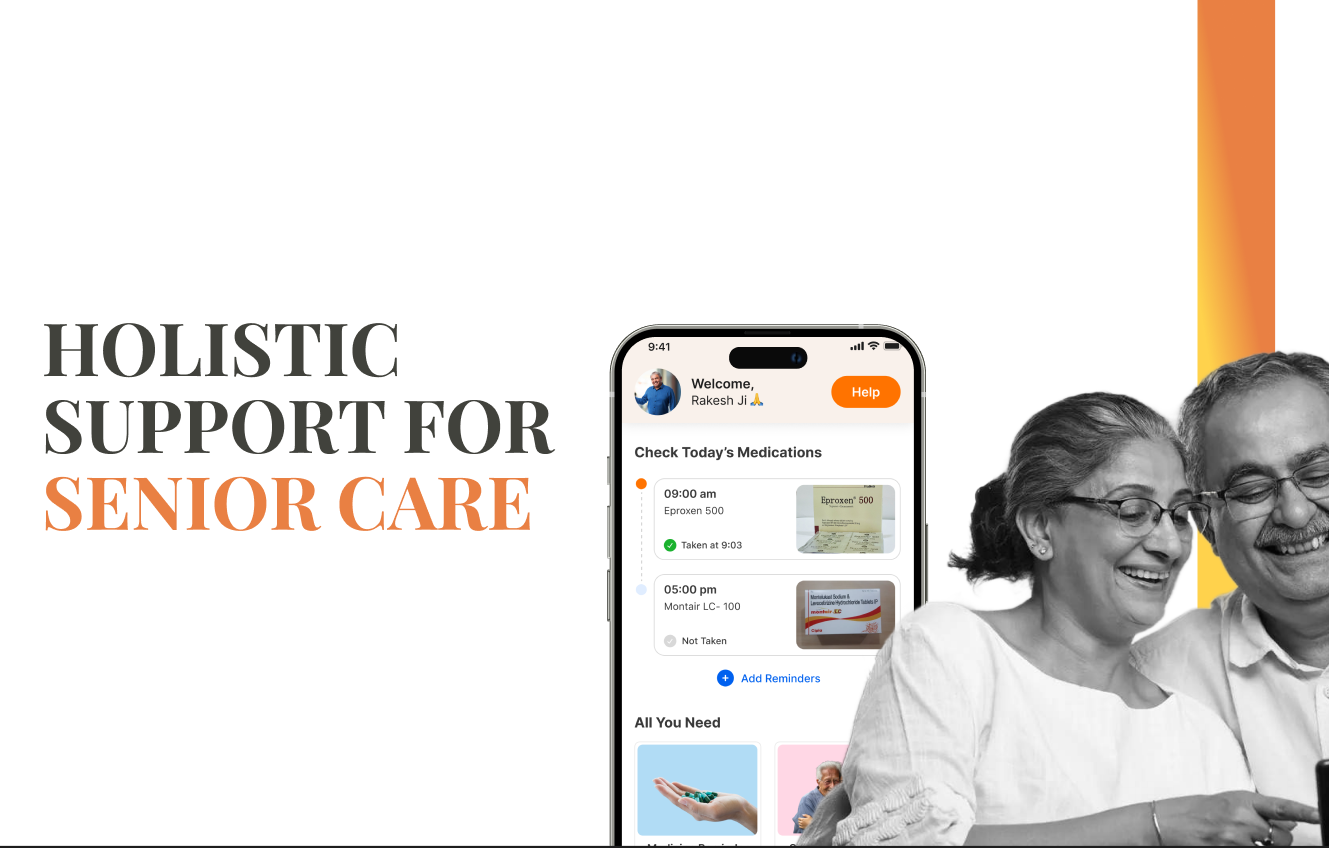 HOLISTIC
SUPPORT FOR
SENIOR CARE
9:41
Welcome,
Rakesh Ji🙏
Help
Check Today’s Medications
09:00 am
Eproxen 500
Taken at 9:03
Eproxen® 500
05:00 pm
Montair LC- 100
Not Taken
Montelukast Sodium &
Levocetirizine Hydrochloride Tablets IP
montair LC
Cipla
Add Reminders
All You Need